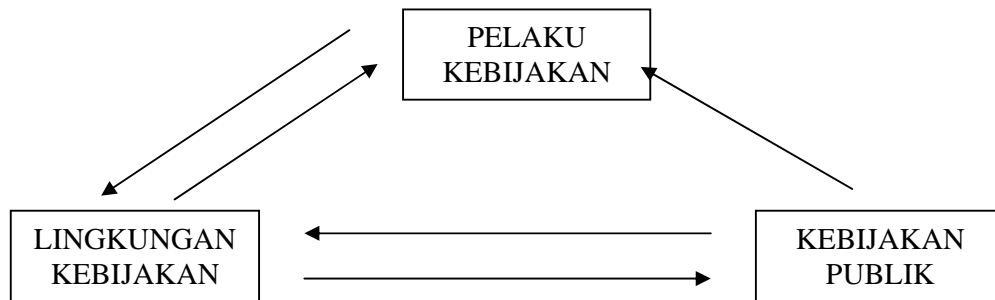 PELAKU
KEBIJAKAN
LINGKUNGAN
KEBIJAKAN
KEBIJAKAN
PUBLIK